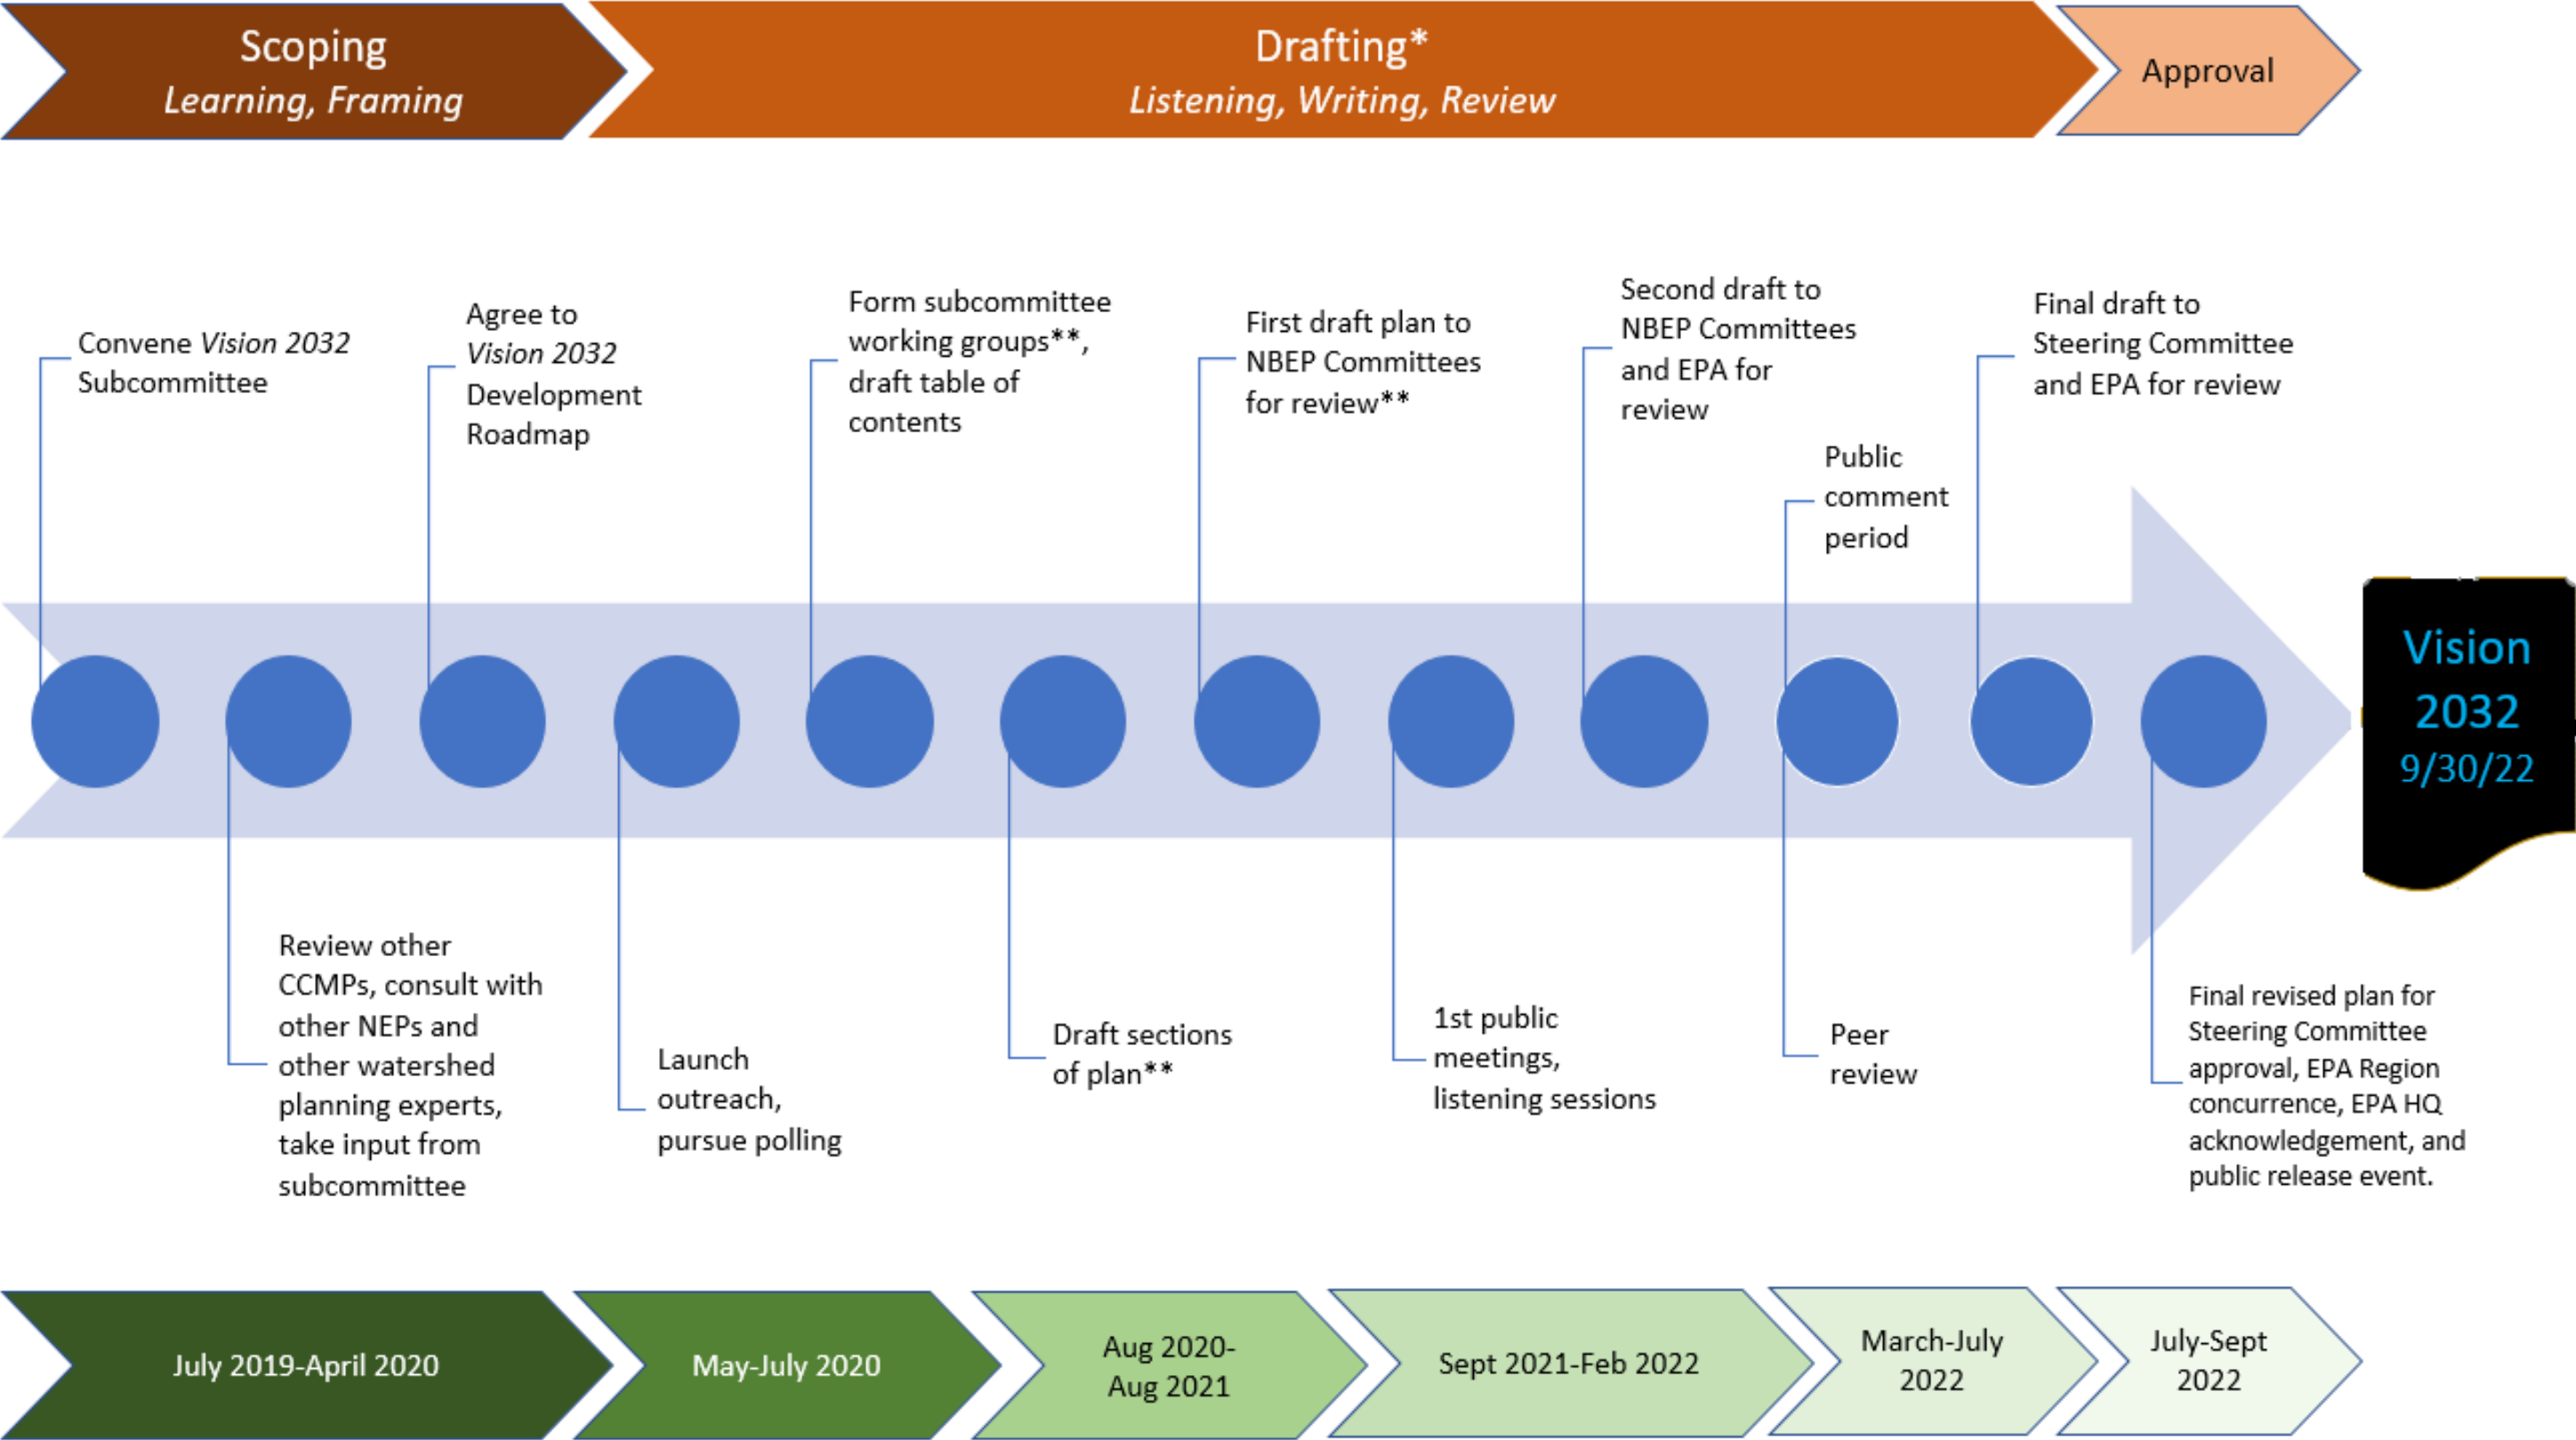 Scoping
Learning, Framing
Drafting*
Listening, Writing, Review
Approval
Convene Vision 2032
Subcommittee
Agree to
Vision 2032
Development
Roadmap
Form subcommittee
working groups**,
draft table of
contents
First draft plan to
NBEP Committees
for review**
Second draft to
NBEP Committees
and EPA for
review
Public
comment
period
Final draft to
Steering Committee
and EPA for review
Vision
2032
9/30/22
Review other
CCMPs, consult with
other NEPs and
other watershed
planning experts,
take input from
subcommittee
Launch
outreach,
pursue polling
Draft sections
of plan**
1st public
meetings,
listening sessions
Peer
review
Final revised plan for
Steering Committee
approval, EPA Region
concurrence, EPA HQ
acknowledgement, and
public release event.
July 2019-April 2020
May-July 2020
Aug 2020-
Aug 2021
Sept 2021-Feb 2022
March-July
2022
July-Sept
2022